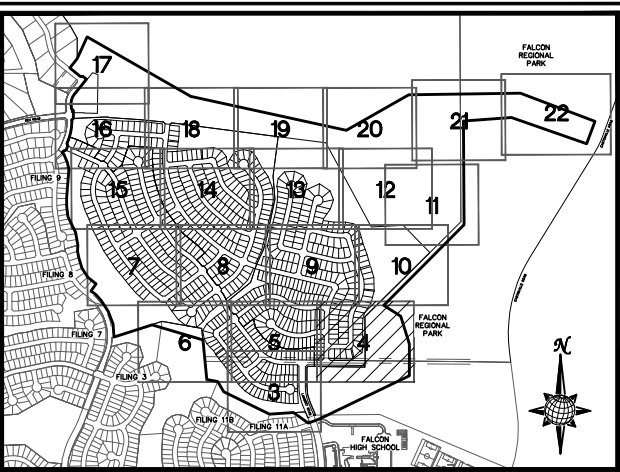 FALCON
REGIONAL
PARK
17
22
16
18
19
20
21
FILING 9
15
14
13
12
11
7
8
9
10
FILING 8
FALCON
REGIONAL
PARK
FILING 7
6
5
4
N
FILING 3
3
FILING 11B
FILING 11A
FALCON
HIGH SCHOOL